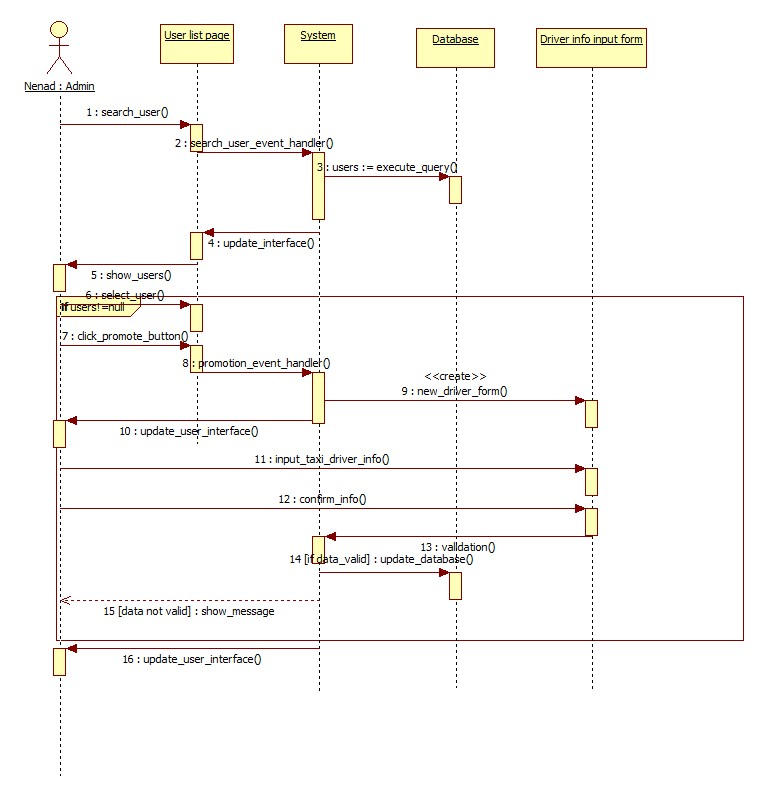 User list page
System
Database
Driver info input form
Nenad : Admin
1 : search_user()
2 : search_user_event_handler()
3 : users := execute_query()
4 : update_interface()
5 : show_users()
6 : select_user()
if users!=null
7 : click_promote_button()
8 : promotion_event_handler()
<<create>>
9 : new_driver_form()
10 : update_user_interface()
11 : input_taxi_driver_info()
12 : confirm_info()
13 : valldation()
14 [if data_valid] : update_database()
15 [data not valid] : show_message
16 : update_user_interface()